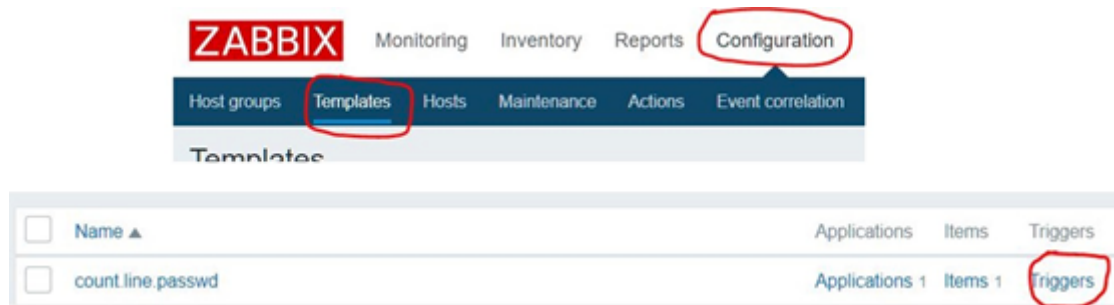 ZABBIX Monitoring Inventory Reports Configuration
Host groups Templates Hosts Maintenance Actions Event correlation
Templates
Name ▲ Applications Items Triggers
count.line.passwd Applications 1 Items 1 Triggers